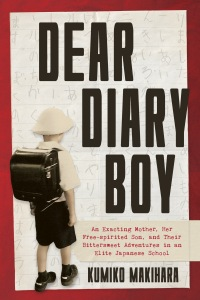 DEAR
DIARY
BOY
An Exacting Mother, Her
Free-spirited Son, and Their
Bittersweet Adventures in an
Elite Japanese School
KUMIKO MAKIHARA